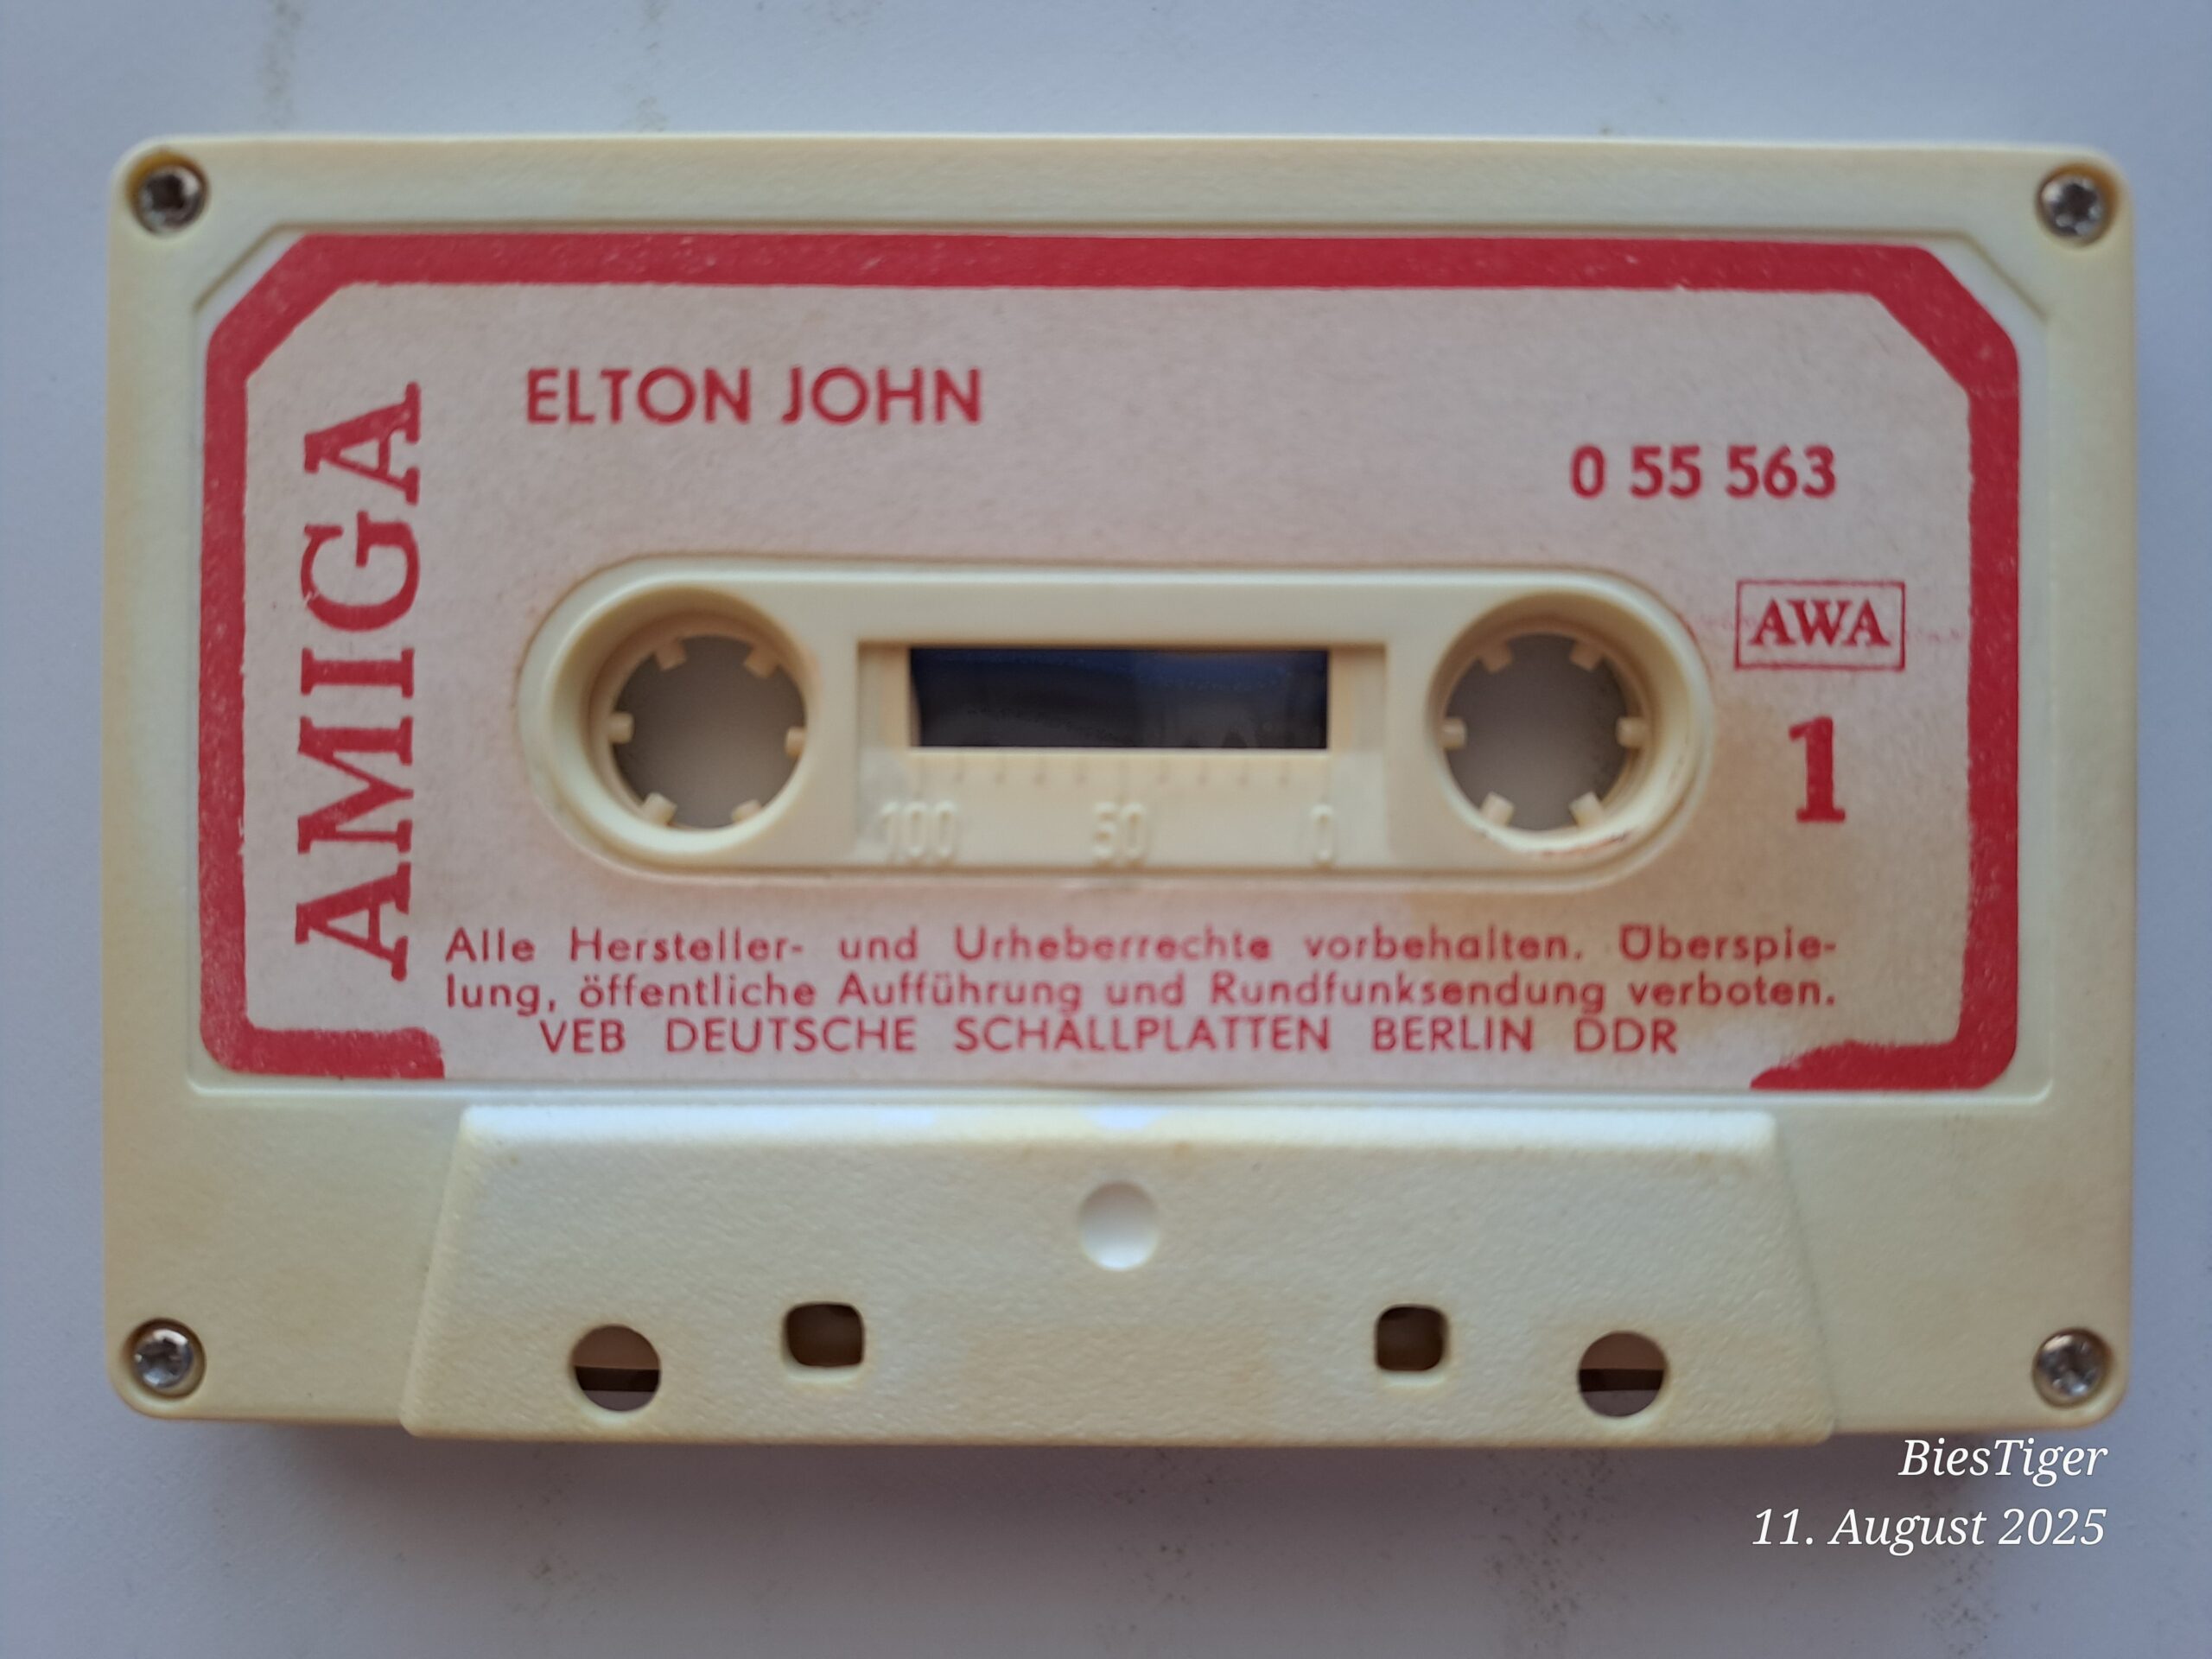 ELTON JOHN
0 55 563
AMIGA
AWA
1
100 50 0
Alle Hersteller- und Urheberrechte vorbehalten. Überspie-
lung, öffentliche Aufführung und Rundfunksendung verboten.
VEB DEUTSCHE SCHALLPLATTEN BERLIN DDR
BiesTiger
11. August 2025